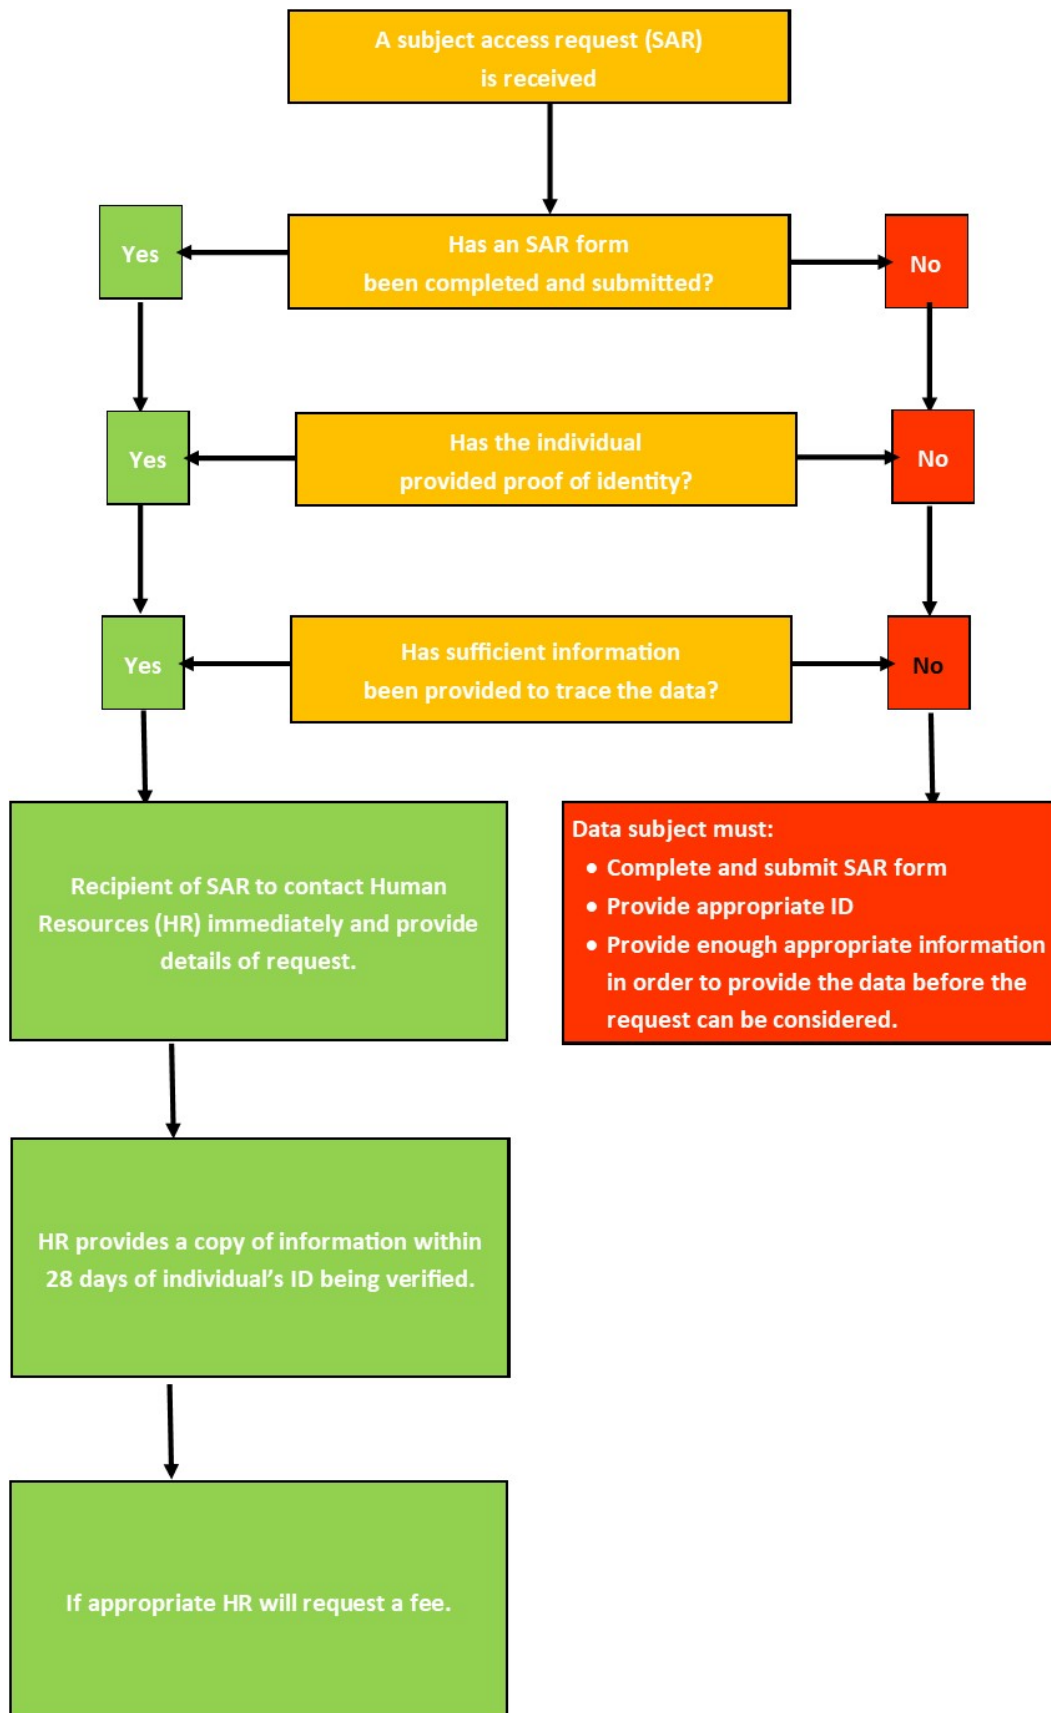 A subject access request (SAR)
is received
Yes
Has an SAR form
been completed and submitted?
No
Yes
Has the individual
provided proof of identity?
No
Yes
Has sufficient information
been provided to trace the data?
No
Recipient of SAR to contact Human
Resources (HR) immediately and provide
details of request.
Data subject must:
• Complete and submit SAR form
• Provide appropriate ID
• Provide enough appropriate information
in order to provide the data before the
request can be considered.
HR provides a copy of information within
28 days of individual’s ID being verified.
If appropriate HR will request a fee.